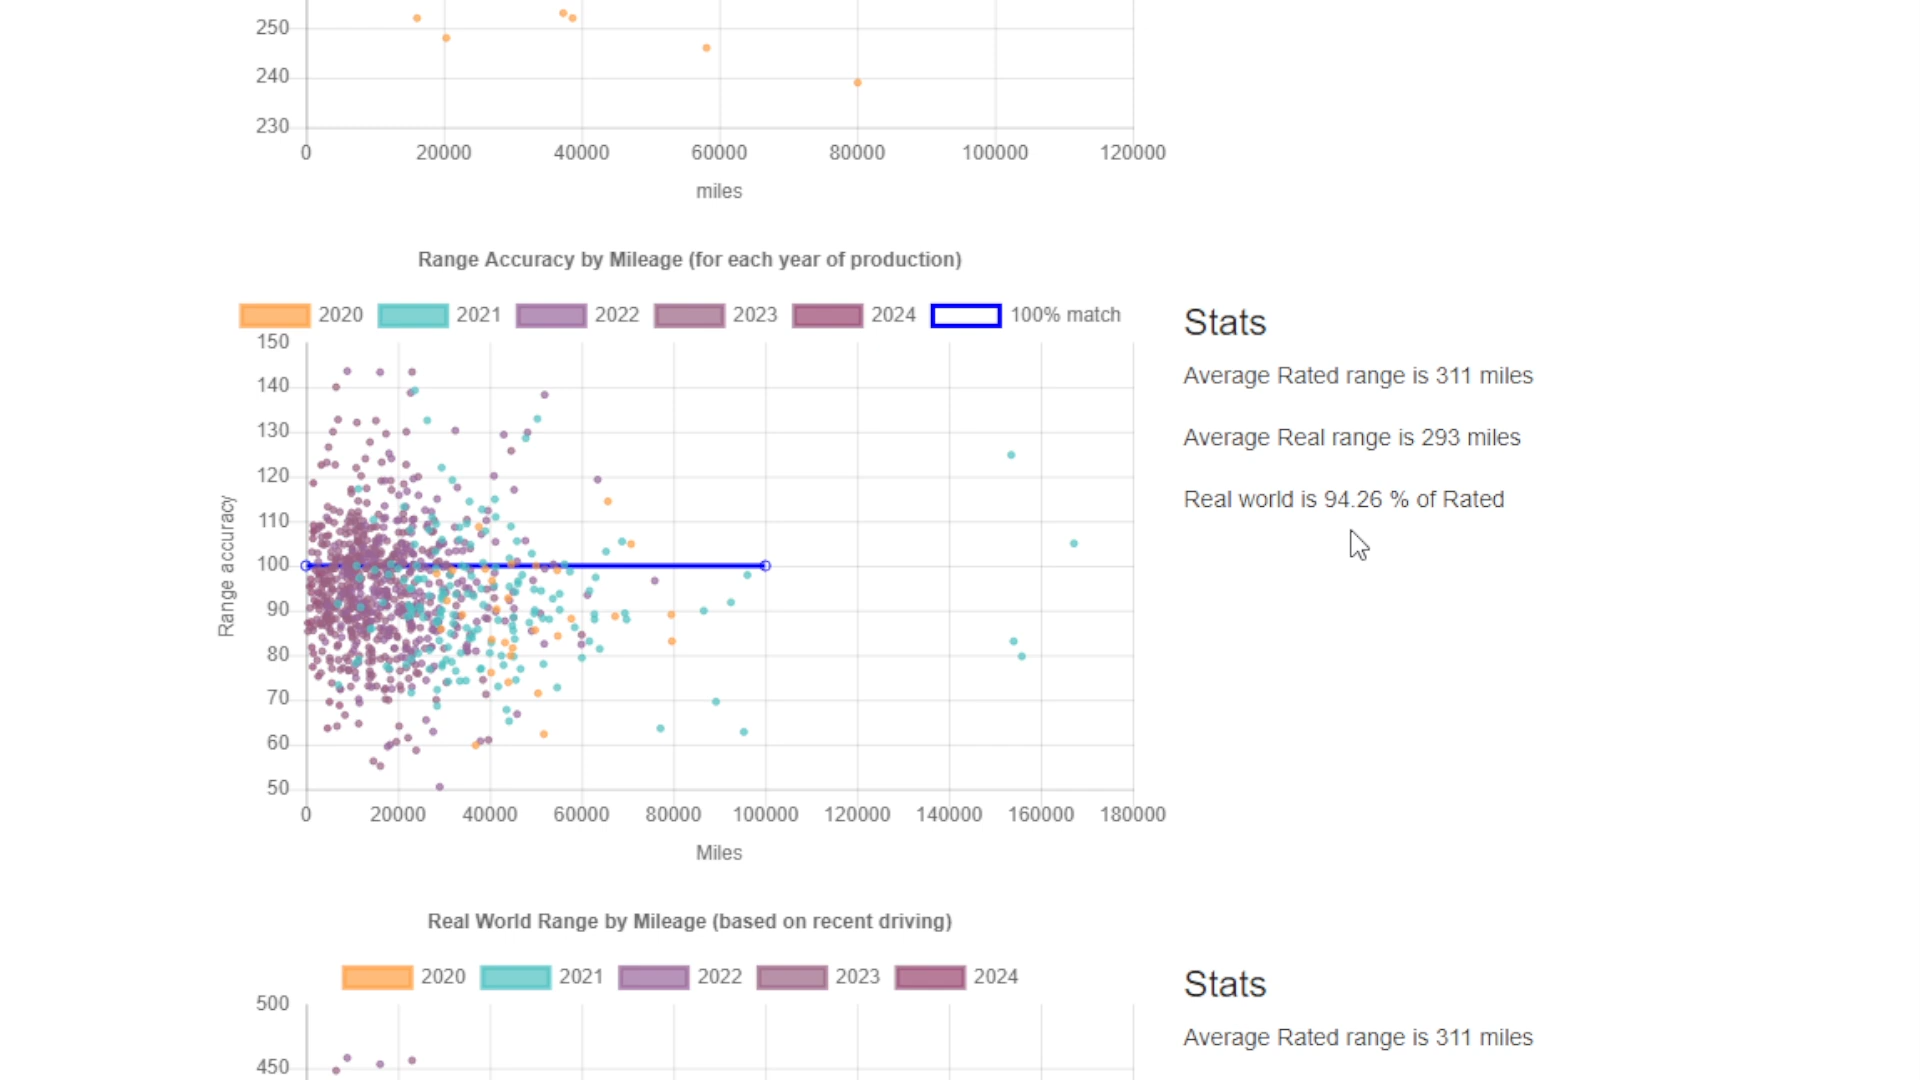 250
240
230
0 20000 40000 60000 80000 100000 120000
miles
Range Accuracy by Mileage (for each year of production)
2020 2021 2022 2023 2024 100% match
150
140
130
120
110
100
90
80
70
60
50
Range accuracy
0 20000 40000 60000 80000 100000 120000 140000 160000 180000
Miles
Stats
Average Rated range is 311 miles
Average Real range is 293 miles
Real world is 94.26 % of Rated
Real World Range by Mileage (based on recent driving)
2020 2021 2022 2023 2024
500
450
Stats
Average Rated range is 311 miles